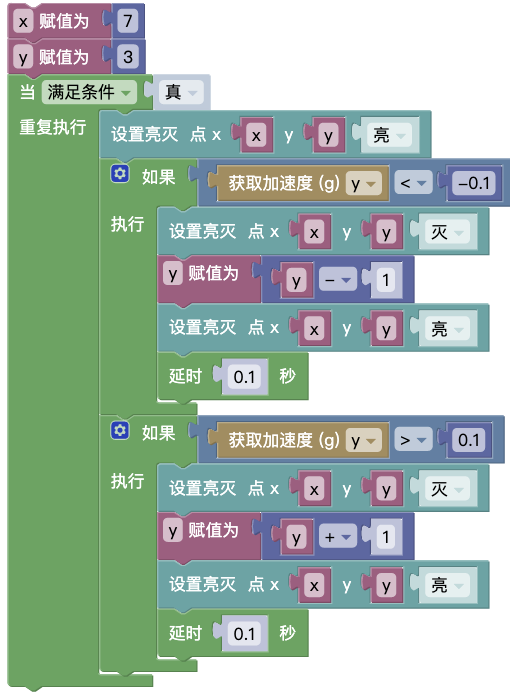 x 赋值为 7
y 赋值为 3
当 满足条件 真
重复执行 设置亮灭 点 x x y y 亮
如果 获取加速度 (g) y < -0.1
执行 设置亮灭 点 x x y y 灭
y 赋值为 y - 1
设置亮灭 点 x x y y 亮
延时 0.1 秒
如果 获取加速度 (g) y > 0.1
执行 设置亮灭 点 x x y y 灭
y 赋值为 y + 1
设置亮灭 点 x x y y 亮
延时 0.1 秒